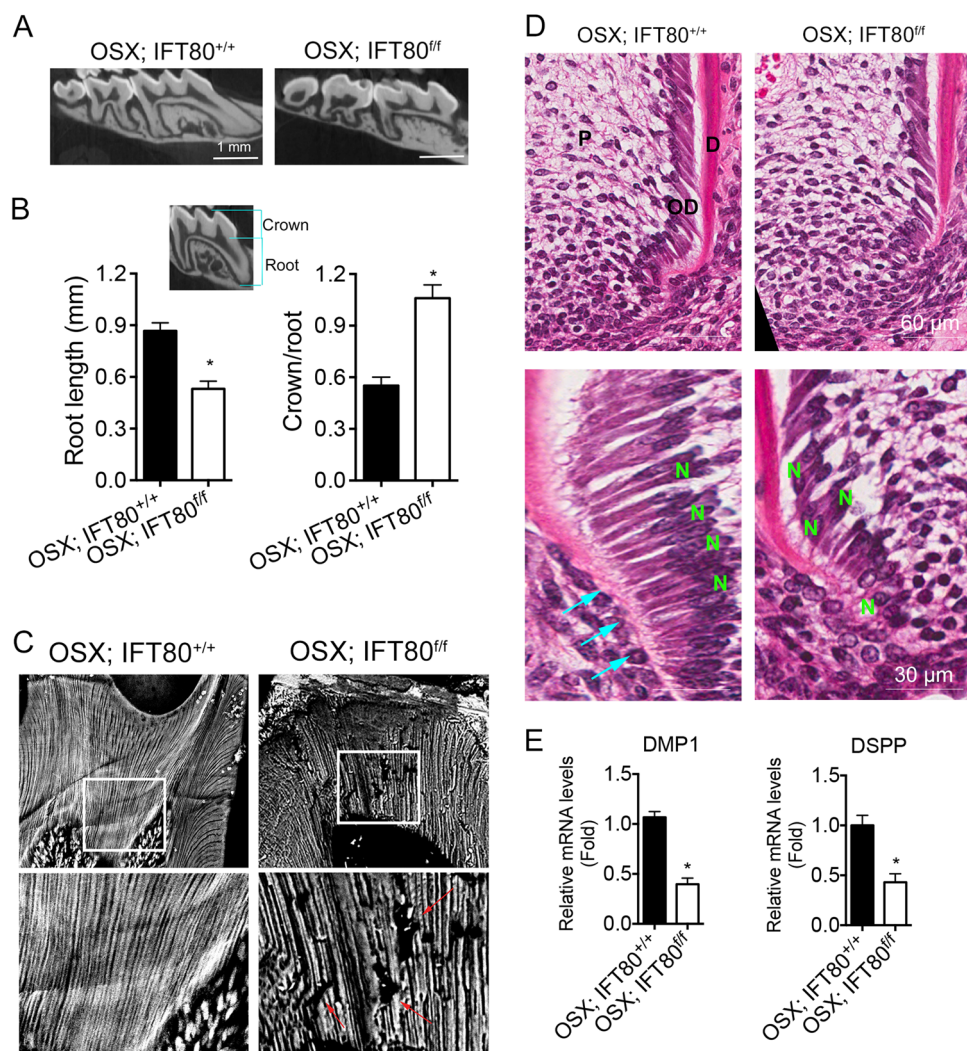 A
OSX; IFT80+/+
OSX; IFT80f/f
1 mm
B
Crown
Root
Root length (mm)
1.2
0.9
0.6
0.3
0.0
*
OSX; IFT80+/+
OSX; IFT80f/f
Crown/root
1.2
0.9
0.6
0.3
0.0
*
OSX; IFT80+/+
OSX; IFT80f/f
C
OSX; IFT80+/+
OSX; IFT80f/f
D
OSX; IFT80+/+
OSX; IFT80f/f
P
D
OD
60 µm
N
N
N
N
N
N
N
N
30 µm
E
DMP1
Relative mRNA levels
(Fold)
1.5
1.0
0.5
0.0
*
OSX; IFT80+/+
OSX; IFT80f/f
DSPP
Relative mRNA levels
(Fold)
1.5
1.0
0.5
0.0
*
OSX; IFT80+/+
OSX; IFT80f/f